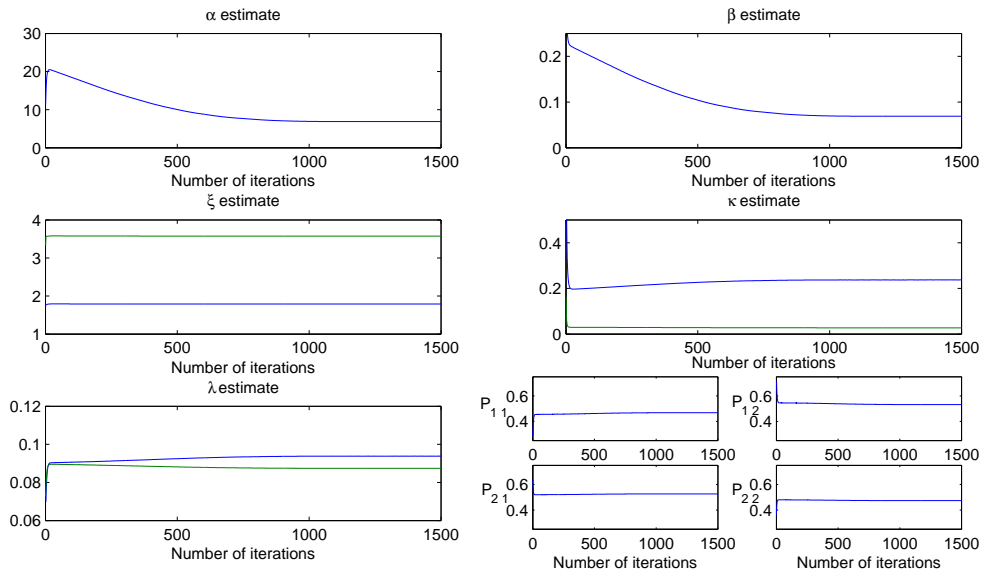 α estimate
30
20
10
0
0 500 1000 1500
Number of iterations
β estimate
0.2
0.1
0
0 500 1000 1500
Number of iterations
ξ estimate
4
3
2
1
0 500 1000 1500
Number of iterations
κ estimate
0.4
0.2
0
0 500 1000 1500
Number of iterations
λ estimate
0.12
0.1
0.08
0.06
0 500 1000 1500
Number of iterations
0.6
P1 1
0.4
0 500 1000 1500
0.6
P1 2
0.4
0 500 1000 1500
0.6
P2 1
0.4
0 500 1000 1500
Number of iterations
0.6
P2 2
0.4
0 500 1000 1500
Number of iterations